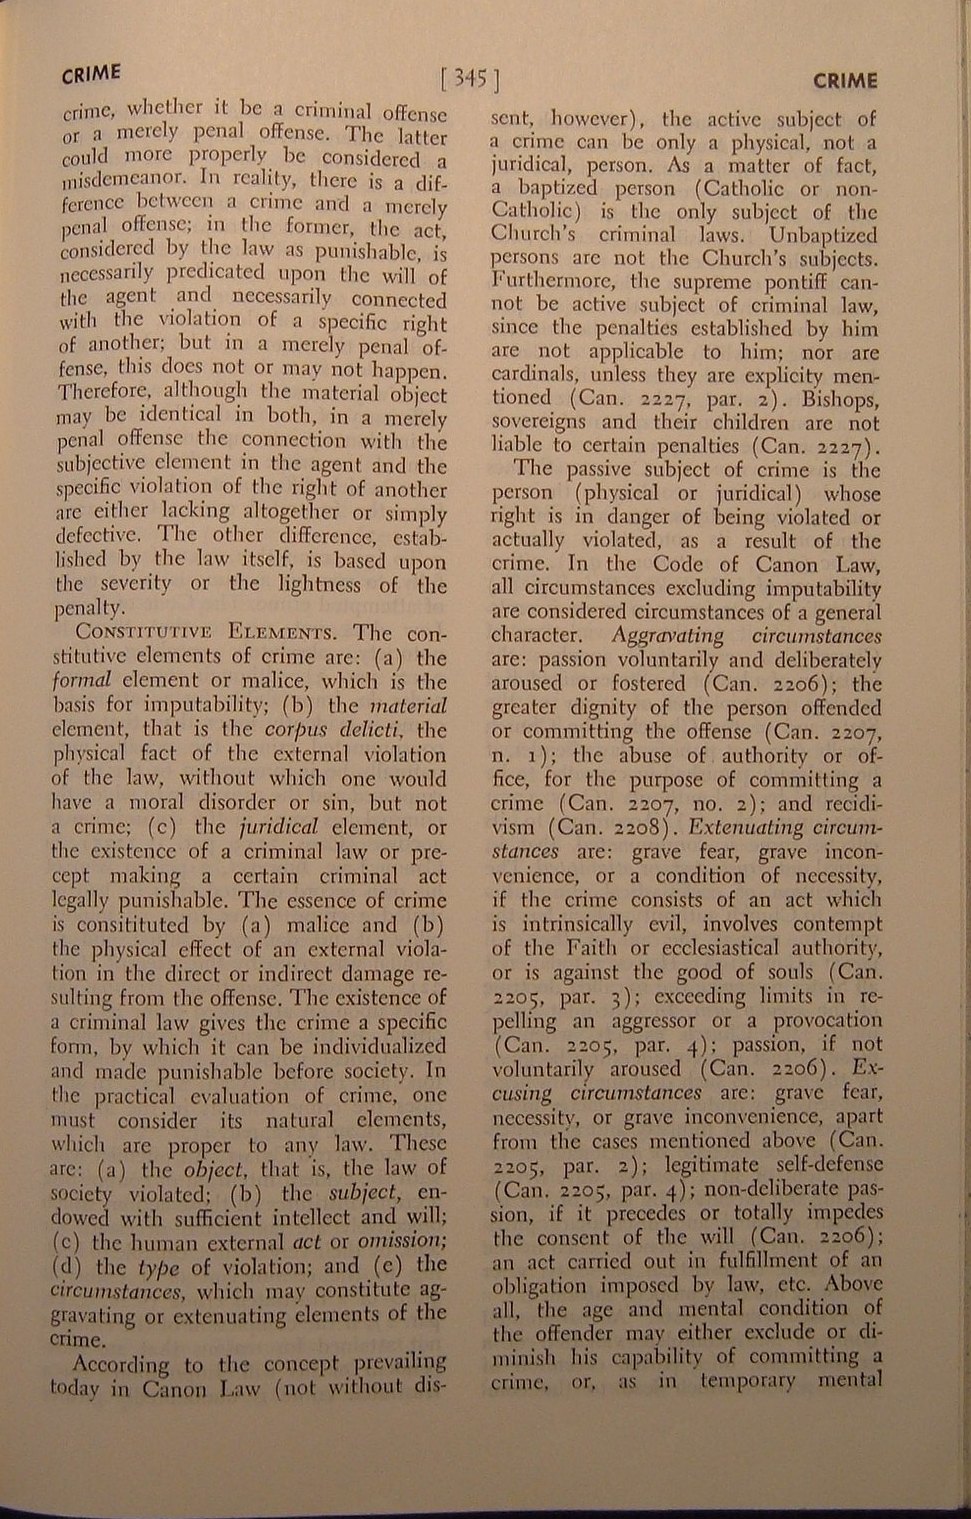 CRIME
[ 345 ]
CRIME
crime, whether it be a criminal offense
or a merely penal offense. The latter
could more properly be considered a
misdemeanor. In reality, there is a dif-
ference between a crime and a merely
penal offense; in the former, the act,
considered by the law as punishable, is
necessarily predicated upon the will of
the agent and necessarily connected
with the violation of a specific right
of another; but in a merely penal of-
fense, this does not or may not happen.
Therefore, although the material object
may be identical in both, in a merely
penal offense the connection with the
subjective element in the agent and the
specific violation of the right of another
are either lacking altogether or simply
defective. The other difference, estab-
lished by the law itself, is based upon
the severity or the lightness of the
penalty.
CONSTITUTIVE ELEMENTS. The con-
stitutive elements of crime are: (a) the
formal element or malice, which is the
basis for imputability; (b) the material
element, that is the corpus delicti, the
physical fact of the external violation
of the law, without which one would
have a moral disorder or sin, but not
a crime; (c) the juridical element, or
the existence of a criminal law or pre-
cept making a certain criminal act
legally punishable. The essence of crime
is consitituted by (a) malice and (b)
the physical effect of an external viola-
tion in the direct or indirect damage re-
sulting from the offense. The existence of
a criminal law gives the crime a specific
form, by which it can be individualized
and made punishable before society. In
the practical evaluation of crime, one
must consider its natural elements,
which are proper to any law. These
are: (a) the object, that is, the law of
society violated; (b) the subject, en-
dowed with sufficient intellect and will;
(c) the human external act or omission;
(d) the type of violation; and (e) the
circumstances, which may constitute ag-
gravating or extenuating elements of the
crime.
According to the concept prevailing
today in Canon Law (not without dis-
sent, however), the active subject of
a crime can be only a physical, not a
juridical, person. As a matter of fact,
a baptized person (Catholic or non-
Catholic) is the only subject of the
Church's criminal laws. Unbaptized
persons are not the Church's subjects.
Furthermore, the supreme pontiff can-
not be active subject of criminal law,
since the penalties established by him
are not applicable to him; nor are
cardinals, unless they are explicity men-
tioned (Can. 2227, par. 2). Bishops,
sovereigns and their children are not
liable to certain penalties (Can. 2227).
The passive subject of crime is the
person (physical or juridical) whose
right is in danger of being violated or
actually violated, as a result of the
crime. In the Code of Canon Law,
all circumstances excluding imputability
are considered circumstances of a general
character. Aggravating circumstances
are: passion voluntarily and deliberately
aroused or fostered (Can. 2206); the
greater dignity of the person offended
or committing the offense (Can. 2207,
n. 1); the abuse of authority or of-
fice, for the purpose of committing a
crime (Can. 2207, no. 2); and recidi-
vism (Can. 2208). Extenuating circum-
stances are: grave fear, grave incon-
venience, or a condition of necessity,
if the crime consists of an act which
is intrinsically evil, involves contempt
of the Faith or ecclesiastical authority,
or is against the good of souls (Can.
2205, par. 3); exceeding limits in re-
pelling an aggressor or a provocation
(Can. 2205, par. 4); passion, if not
voluntarily aroused (Can. 2206). Ex-
cusing circumstances are: grave fear,
necessity, or grave inconvenience, apart
from the cases mentioned above (Can.
2205, par. 2); legitimate self-defense
(Can. 2205, par. 4); non-deliberate pas-
sion, if it precedes or totally impedes
the consent of the will (Can. 2206);
an act carried out in fulfillment of an
obligation imposed by law, etc. Above
all, the age and mental condition of
the offender may either exclude or di-
minish his capability of committing a
crime, or, as in temporary mental